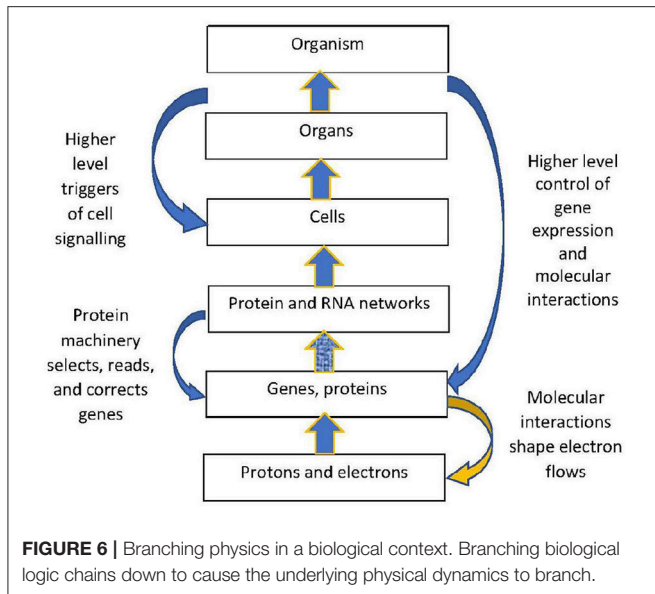 Organism
Organs
Higher
level
triggers
of cell
signalling
Higher level
control of
gene
expression
and
molecular
interactions
Cells
Protein and RNA networks
Protein
machinery
selects, reads,
and corrects
genes
Genes, proteins
Molecular
interactions
shape electron
flows
Protons and electrons
FIGURE 6 | Branching physics in a biological context. Branching biological
logic chains down to cause the underlying physical dynamics to branch.